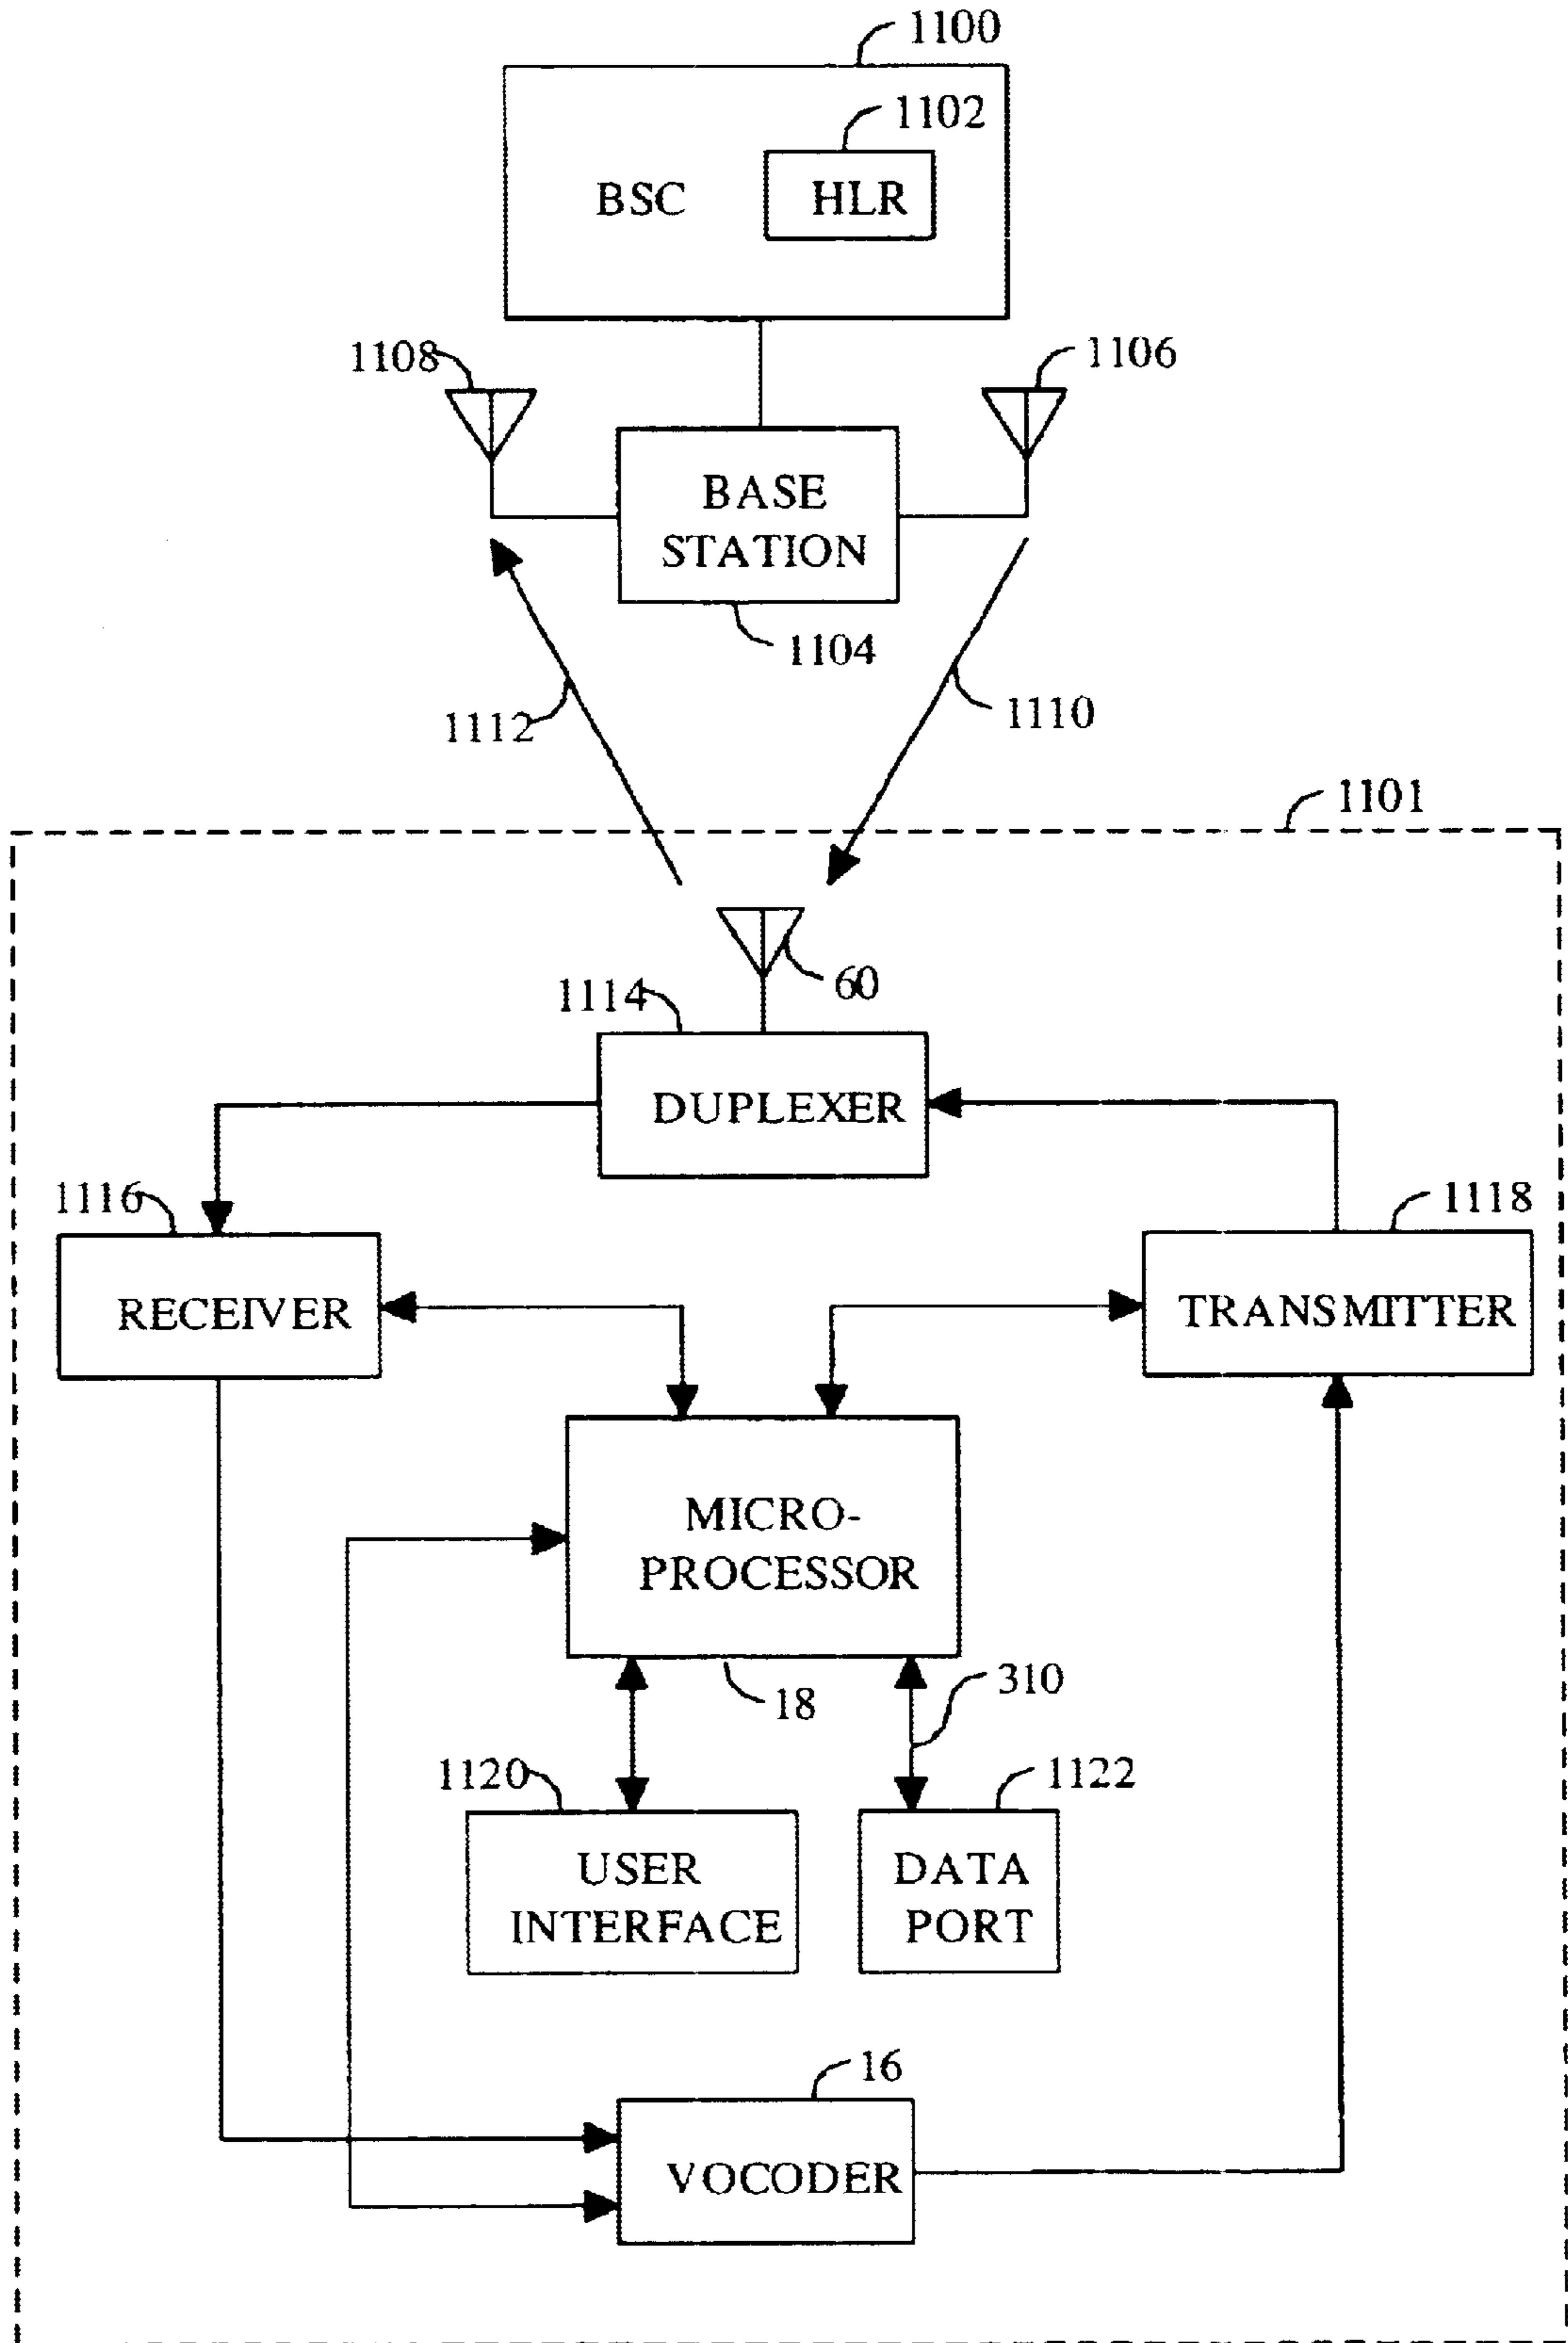 1100
1102
BSC
HLR
1108
1106
BASE
STATION
1104
1112
1110
1101
60
1114
DUPLEXER
1116
1118
RECEIVER
TRANSMITTER
MICRO-
PROCESSOR
18
310
1120
1122
USER
INTERFACE
DATA
PORT
16
VOCODER